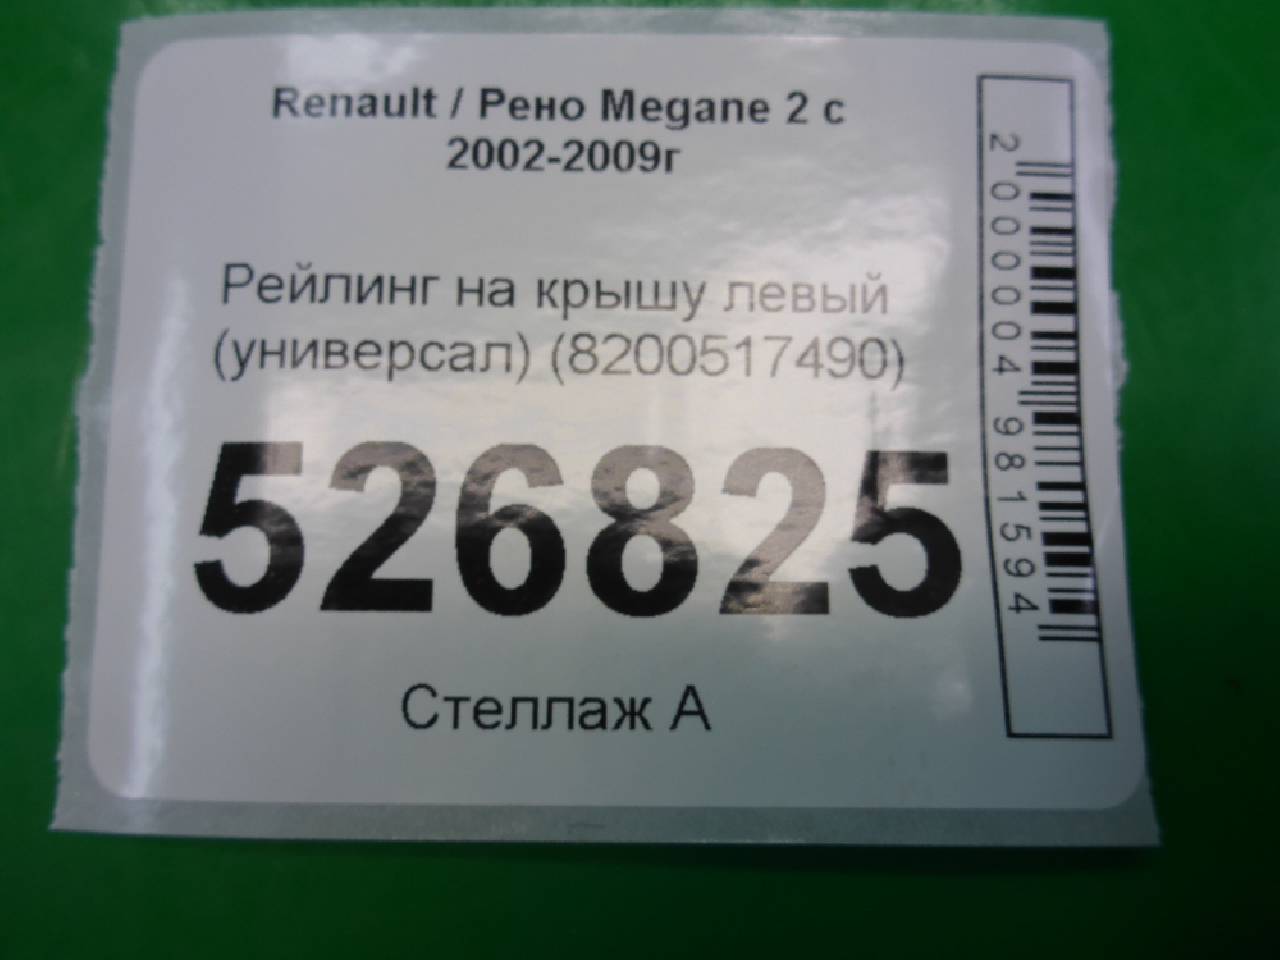 Renault / Рено Megane 2 с
2002-2009г
Рейлинг на крышу левый
(универсал) (8200517490)
526825
Стеллаж А
2000004981594